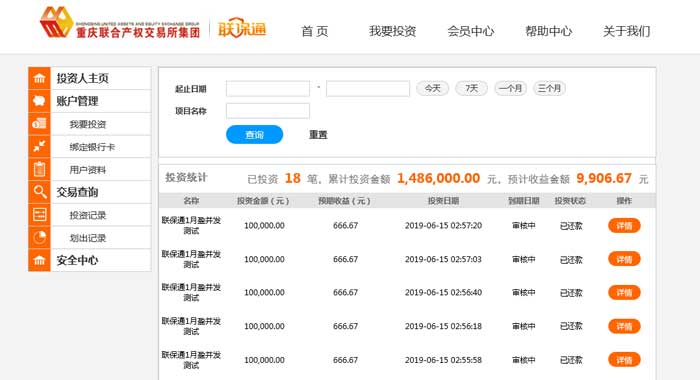 CHONGQING UNITED ASSETS AND EQUITY EXCHANGE GROUP
重庆联合产权交易所集团
联保通
首 页
我要投资
会员中心
帮助中心
关于我们
投资人主页
账户管理
我要投资
绑定银行卡
用户资料
交易查询
投资记录
划出记录
安全中心
起止日期
-
今天
7天
一个月
三个月
项目名称
查询
重置
投资统计
已投资 18 笔，累计投资金额 1,486,000.00 元，预计收益金额 9,906.67 元
名称 投资金额（元） 预期收益（元） 投资日期 到期日期 投资状态 操作
联保通1月盈并发
测试
100,000.00 666.67 2019-06-15 02:57:20 审核中 已还款 详情
联保通1月盈并发
测试
100,000.00 666.67 2019-06-15 02:57:03 审核中 已还款 详情
联保通1月盈并发
测试
100,000.00 666.67 2019-06-15 02:56:40 审核中 已还款 详情
联保通1月盈并发
测试
100,000.00 666.67 2019-06-15 02:56:18 审核中 已还款 详情
联保通1月盈并发
测试
100,000.00 666.67 2019-06-15 02:55:58 审核中 已还款 详情